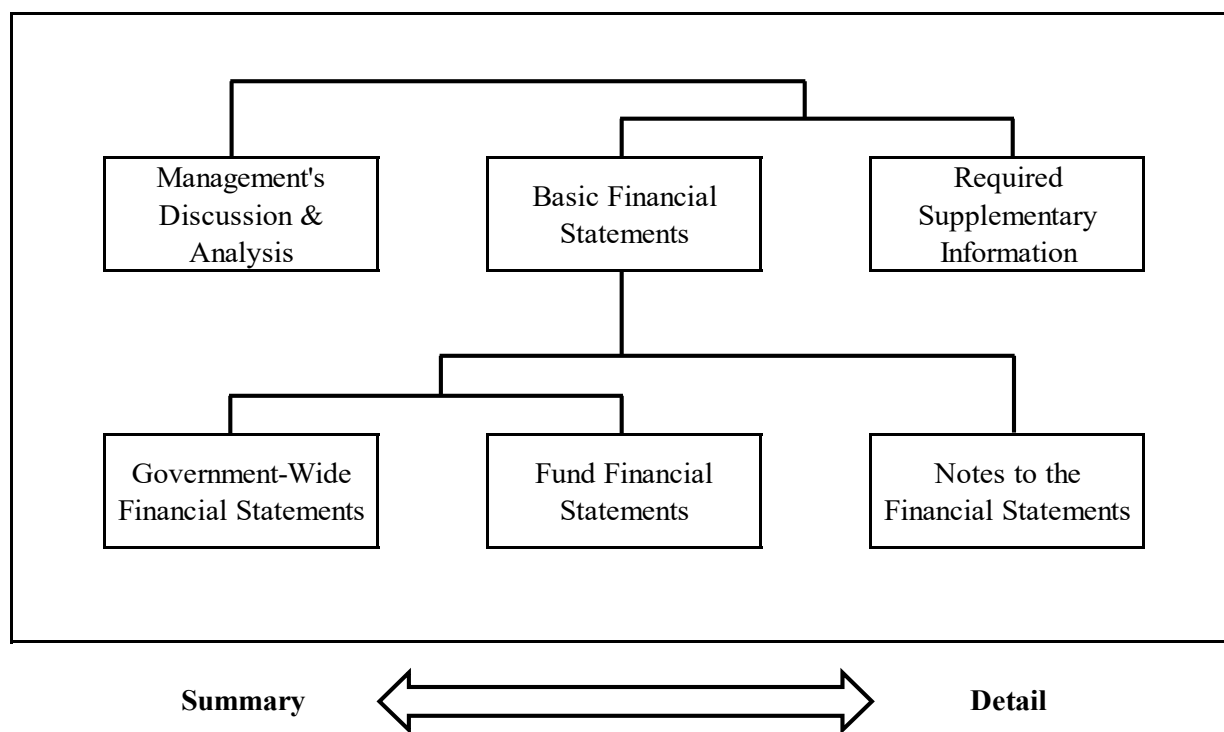 Management's
Discussion &
Analysis
Basic Financial
Statements
Required
Supplementary
Information
Government-Wide
Financial Statements
Fund Financial
Statements
Notes to the
Financial Statements
Summary
Detail